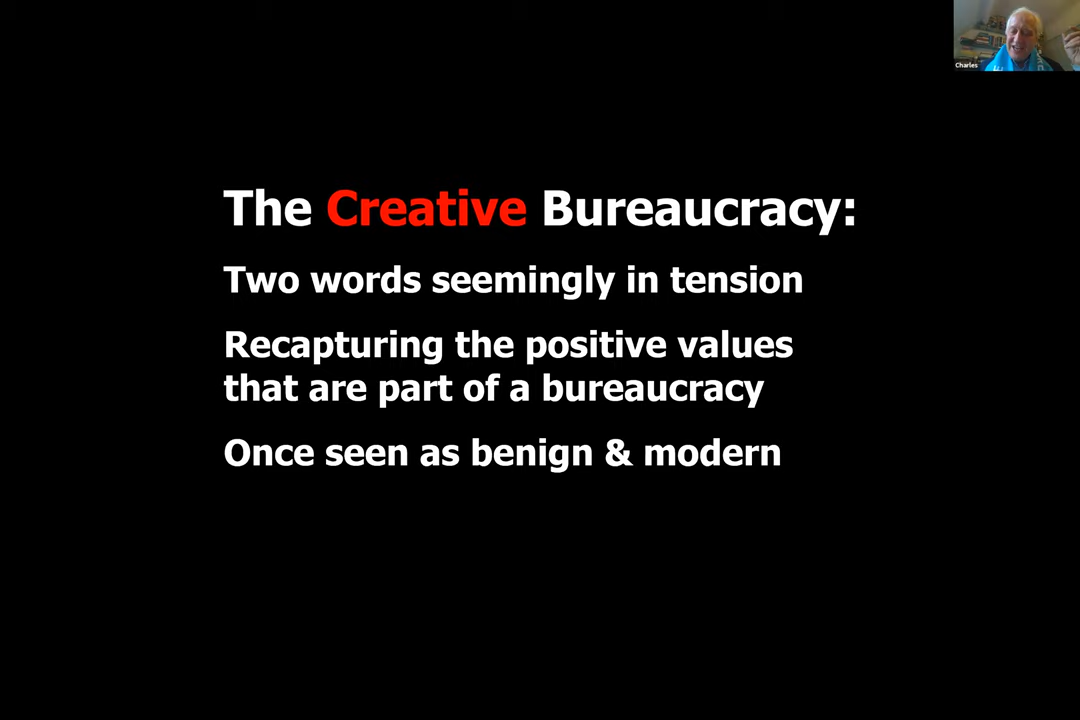 Charles
The Creative Bureaucracy:
Two words seemingly in tension
Recapturing the positive values
that are part of a bureaucracy
Once seen as benign & modern